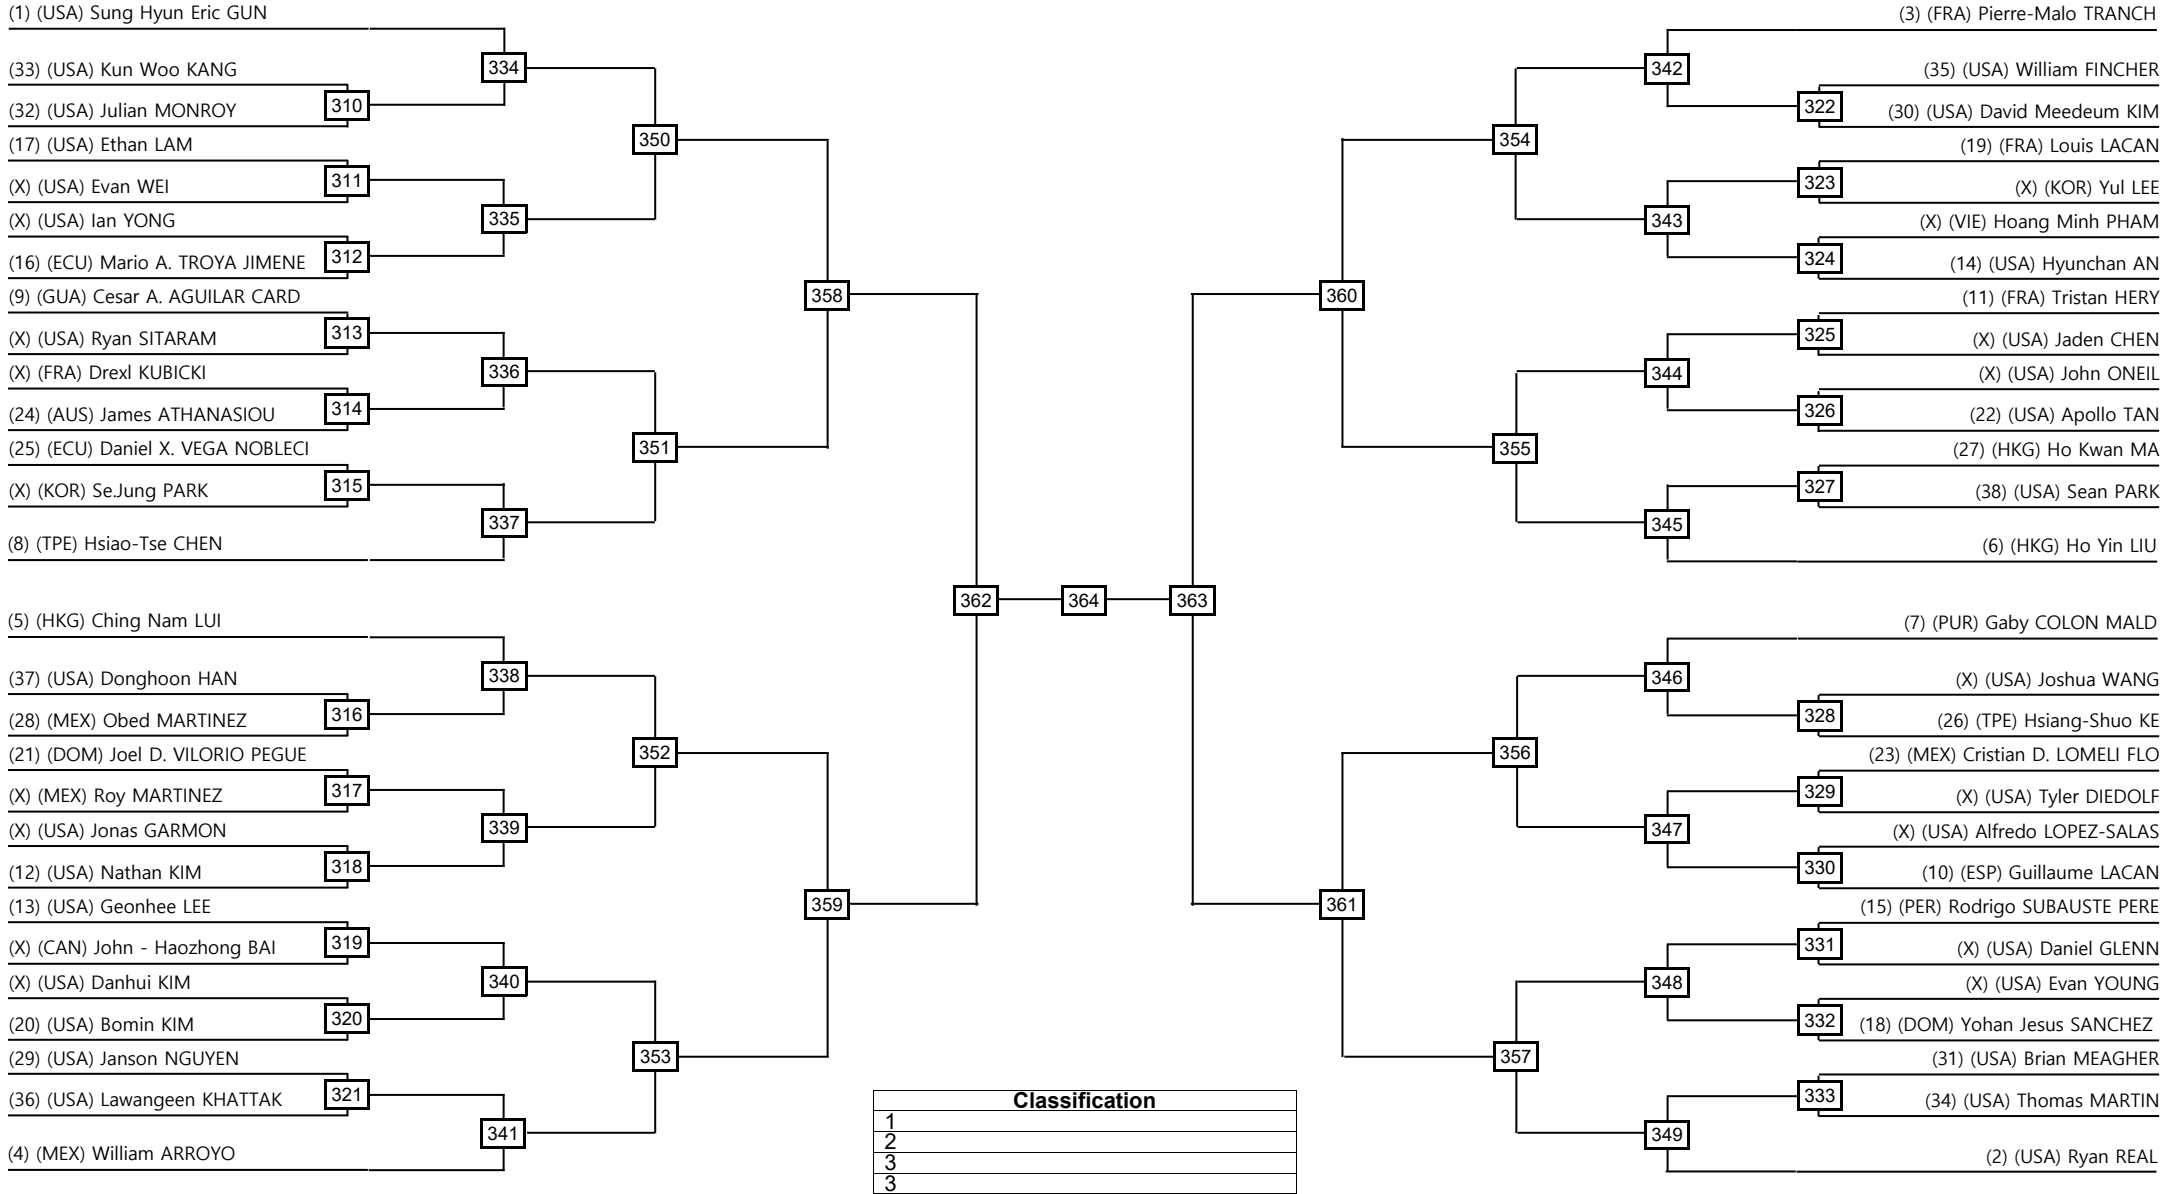 (1) (USA) Sung Hyun Eric GUN
334
(33) (USA) Kun Woo KANG
310
(32) (USA) Julian MONROY
350
(17) (USA) Ethan LAM
311
(X) (USA) Evan WEI
335
(X) (USA) Ian YONG
312
(16) (ECU) Mario A. TROYA JIMENE
358
(9) (GUA) Cesar A. AGUILAR CARD
313
(X) (USA) Ryan SITARAM
336
(X) (FRA) Drexl KUBICKI
314
(24) (AUS) James ATHANASIOU
351
(25) (ECU) Daniel X. VEGA NOBLECI
315
(X) (KOR) SeJung PARK
337
(8) (TPE) Hsiao-Tse CHEN
362
364
363
(5) (HKG) Ching Nam LUI
338
(37) (USA) Donghoon HAN
316
(28) (MEX) Obed MARTINEZ
352
(21) (DOM) Joel D. VILORIO PEGUE
317
(X) (MEX) Roy MARTINEZ
339
(X) (USA) Jonas GARMON
318
(12) (USA) Nathan KIM
359
(13) (USA) Geonhee LEE
319
(X) (CAN) John - Haozhong BAI
340
(X) (USA) Danhui KIM
320
(20) (USA) Bomin KIM
353
(29) (USA) Janson NGUYEN
321
(36) (USA) Lawangeen KHATTAK
341
(4) (MEX) William ARROYO
(3) (FRA) Pierre-Malo TRANCH
342
(35) (USA) William FINCHER
322
(30) (USA) David Meedeum KIM
354
(19) (FRA) Louis LACAN
323
(X) (KOR) Yul LEE
343
(X) (VIE) Hoang Minh PHAM
324
(14) (USA) Hyunchan AN
360
(11) (FRA) Tristan HERY
325
(X) (USA) Jaden CHEN
344
(X) (USA) John ONEIL
326
(22) (USA) Apollo TAN
355
(27) (HKG) Ho Kwan MA
327
(38) (USA) Sean PARK
345
(6) (HKG) Ho Yin LIU
(7) (PUR) Gaby COLON MALD
346
(X) (USA) Joshua WANG
328
(26) (TPE) Hsiang-Shuo KE
356
(23) (MEX) Cristian D. LOMELI FLO
329
(X) (USA) Tyler DIEDOLF
347
(X) (USA) Alfredo LOPEZ-SALAS
330
(10) (ESP) Guillaume LACAN
361
(15) (PER) Rodrigo SUBAUSTE PERE
331
(X) (USA) Daniel GLENN
348
(X) (USA) Evan YOUNG
332
(18) (DOM) Yohan Jesus SANCHEZ
357
(31) (USA) Brian MEAGHER
333
(34) (USA) Thomas MARTIN
349
(2) (USA) Ryan REAL
Classification
1
2
3
3